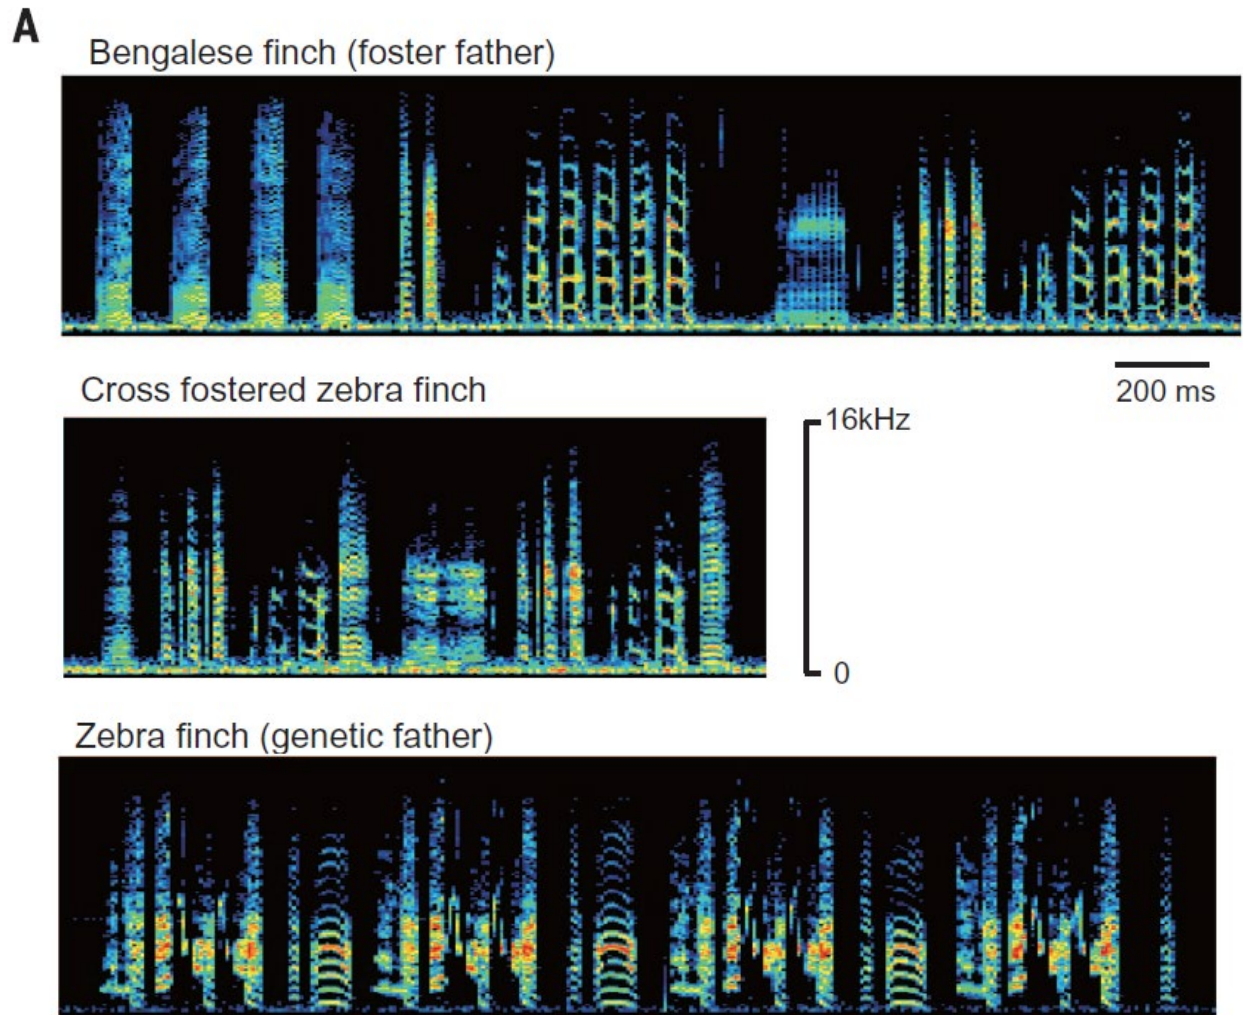 A
Bengalese finch (foster father)
200 ms
Cross fostered zebra finch
16kHz
0
Zebra finch (genetic father)